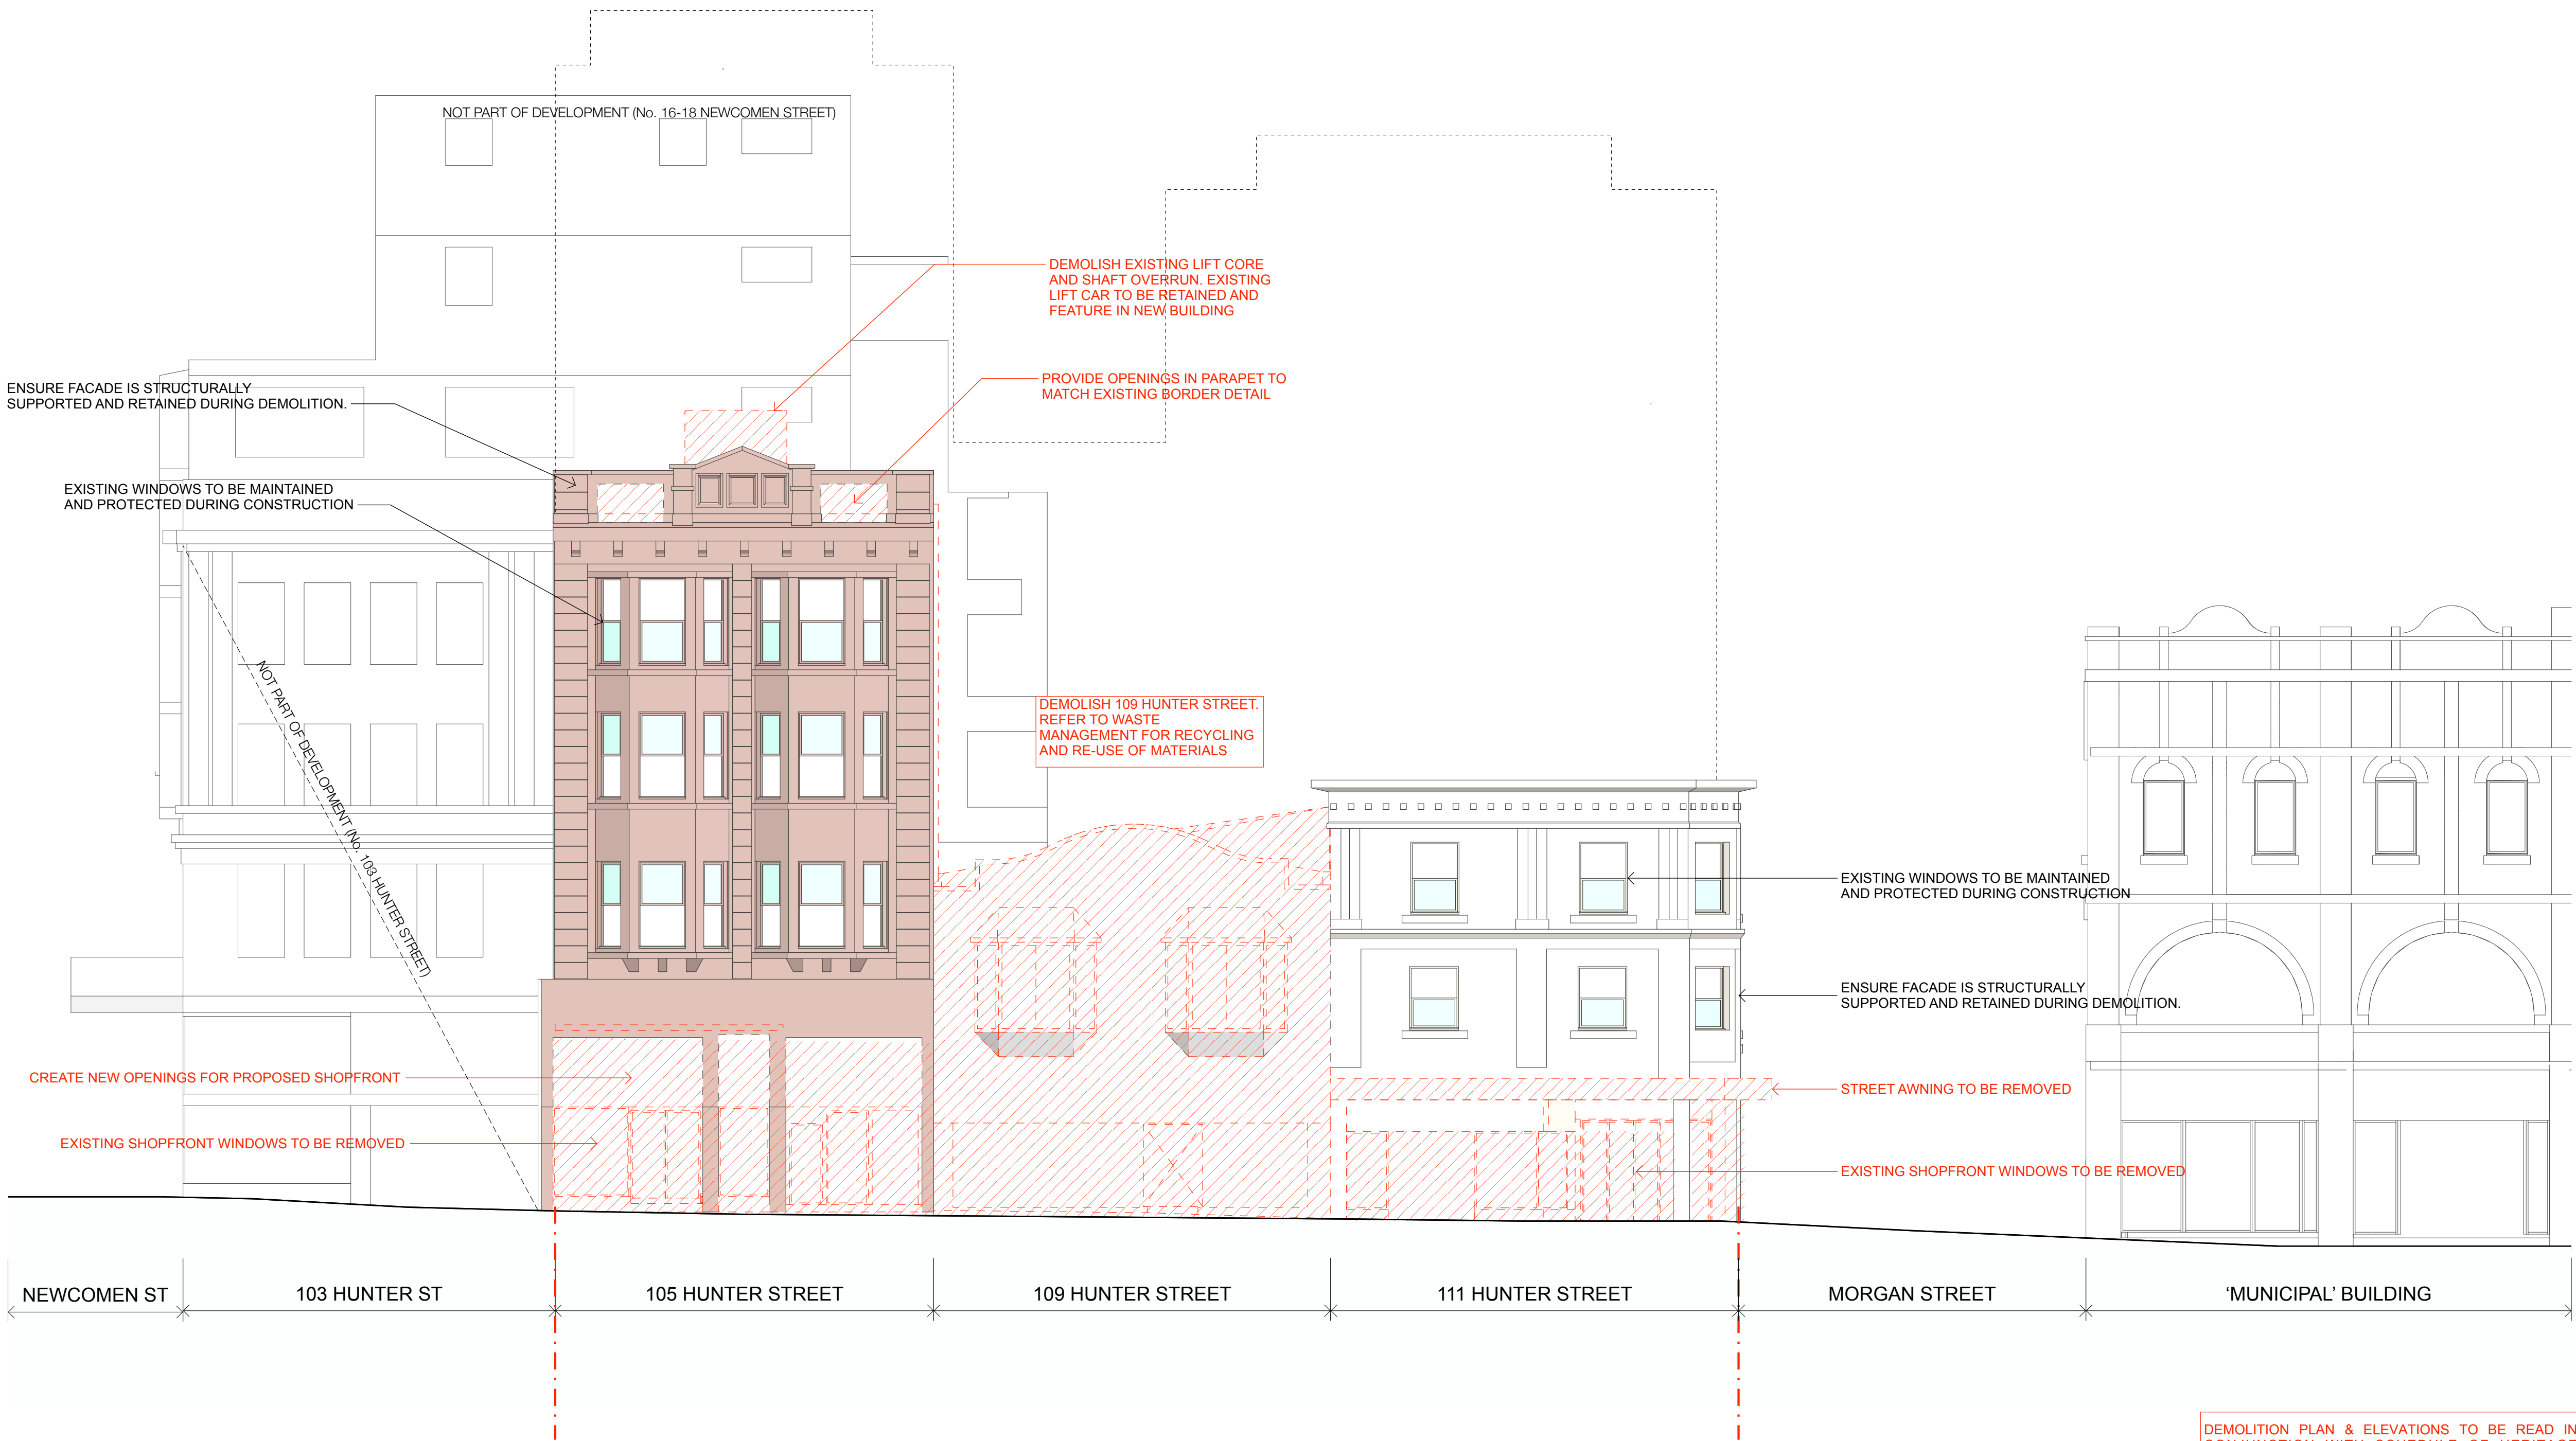 NOT PART OF DEVELOPMENT (No. 16-18 NEWCOMEN STREET)
DEMOLISH EXISTING LIFT CORE
AND SHAFT OVERRUN. EXISTING
LIFT CAR TO BE RETAINED AND
FEATURE IN NEW BUILDING
PROVIDE OPENINGS IN PARAPET TO
MATCH EXISTING BORDER DETAIL
ENSURE FACADE IS STRUCTURALLY
SUPPORTED AND RETAINED DURING DEMOLITION.
EXISTING WINDOWS TO BE MAINTAINED
AND PROTECTED DURING CONSTRUCTION
NOT PART OF DEVELOPMENT (No. 103 HUNTER STREET)
DEMOLISH 109 HUNTER STREET.
REFER TO WASTE
MANAGEMENT FOR RECYCLING
AND RE-USE OF MATERIALS
EXISTING WINDOWS TO BE MAINTAINED
AND PROTECTED DURING CONSTRUCTION
ENSURE FACADE IS STRUCTURALLY
SUPPORTED AND RETAINED DURING DEMOLITION.
CREATE NEW OPENINGS FOR PROPOSED SHOPFRONT
STREET AWNING TO BE REMOVED
EXISTING SHOPFRONT WINDOWS TO BE REMOVED
EXISTING SHOPFRONT WINDOWS TO BE REMOVED
NEWCOMEN ST
103 HUNTER ST
105 HUNTER STREET
109 HUNTER STREET
111 HUNTER STREET
MORGAN STREET
‘MUNICIPAL’ BUILDING
DEMOLITION PLAN & ELEVATIONS TO BE READ IN